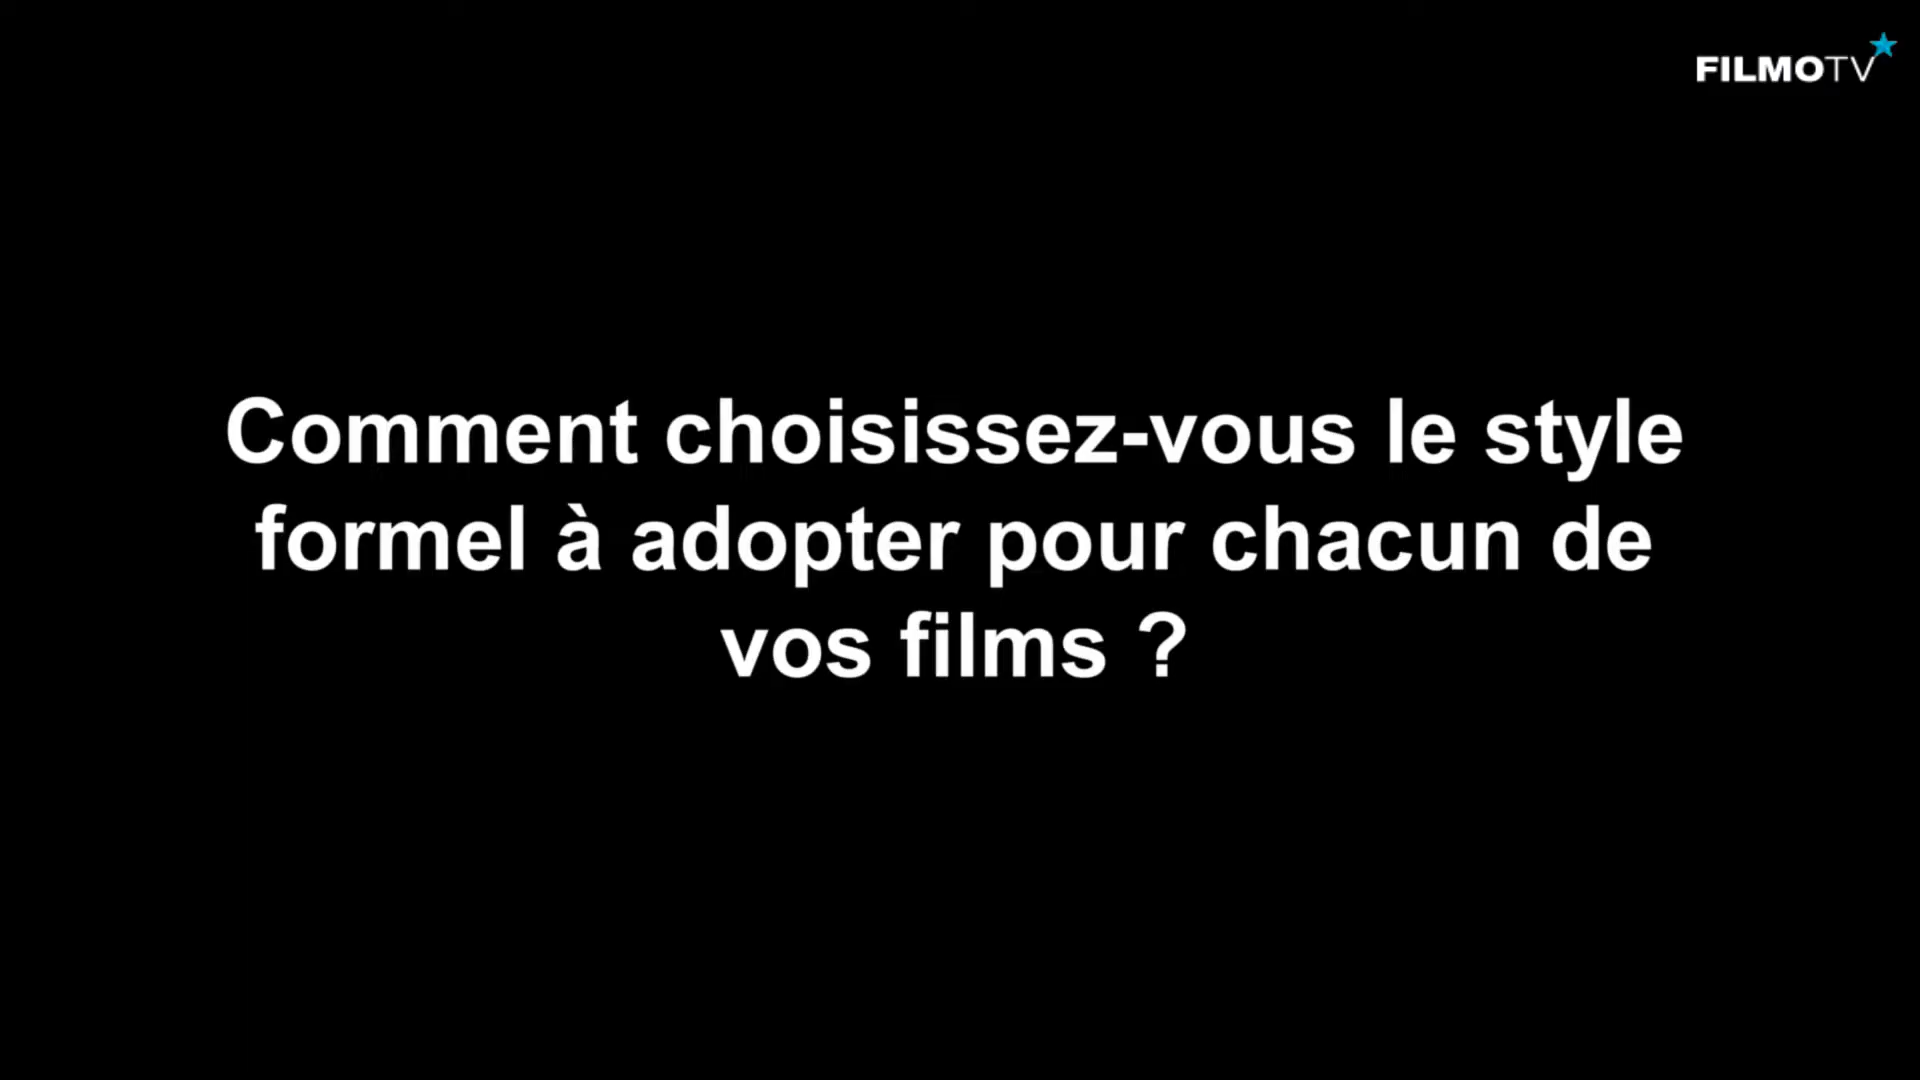 FILMOTV
Comment choisissez-vous le style
formel à adopter pour chacun de
vos films ?